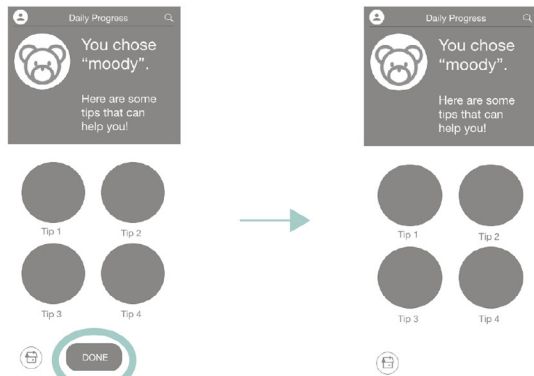 Daily Progress
You chose
“moody”.
Here are some
tips that can
help you!
Tip 1
Tip 2
Tip 3
Tip 4
DONE
Daily Progress
You chose
“moody”.
Here are some
tips that can
help you!
Tip 1
Tip 2
Tip 3
Tip 4